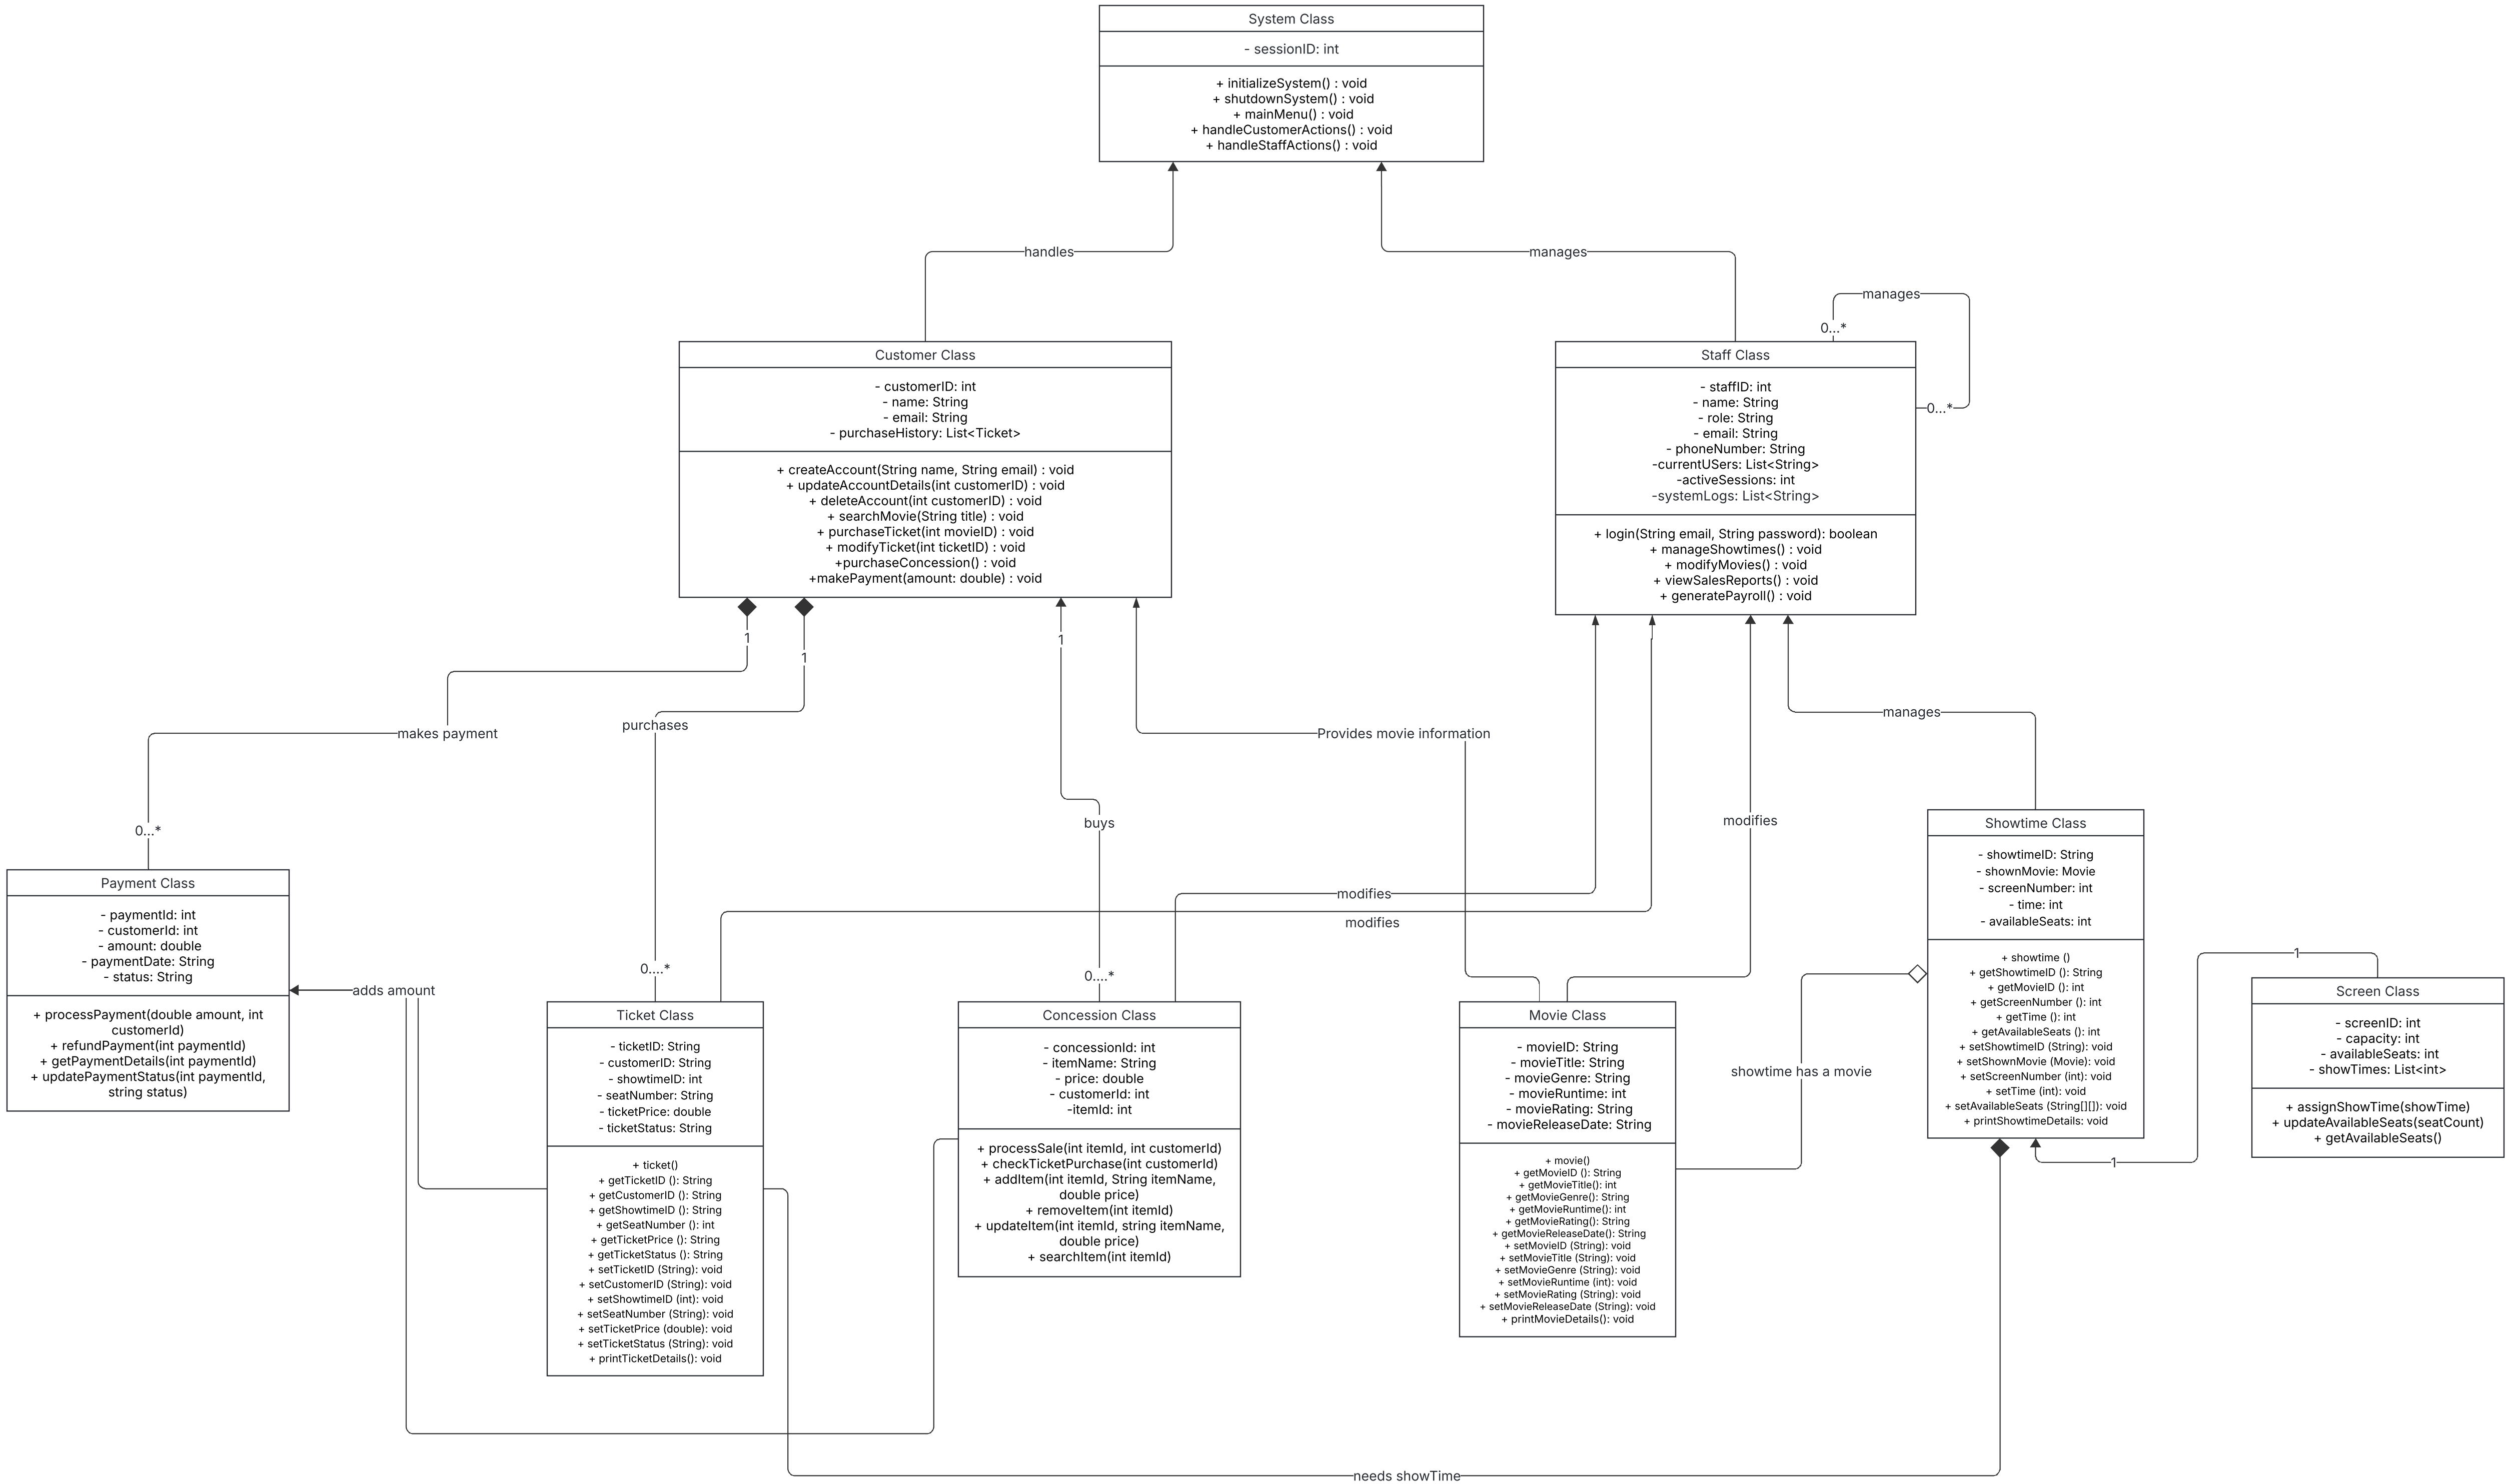 System Class
- sessionID: int
+ initializeSystem() : void
+ shutdownSystem() : void
+ mainMenu() : void
+ handleCustomerActions() : void
+ handleStaffActions() : void
handles
manages
manages
0...*
0...*
Customer Class
- customerID: int
- name: String
- email: String
- purchaseHistory: List<Ticket>
+ createAccount(String name, String email) : void
+ updateAccountDetails(int customerID) : void
+ deleteAccount(int customerID) : void
+ searchMovie(String title) : void
+ purchaseTicket(int movieID) : void
+ modifyTicket(int ticketID) : void
+purchaseConcession() : void
+makePayment(amount: double) : void
Staff Class
- staffID: int
- name: String
- role: String
- email: String
- phoneNumber: String
-currentUSers: List<String>
-activeSessions: int
-systemLogs: List<String>
+ login(String email, String password): boolean
+ manageShowtimes() : void
+ modifyMovies() : void
+ viewSalesReports() : void
+ generatePayroll() : void
1
1
1
makes payment
purchases
buys
Provides movie information
manages
modifies
modifies
modifies
0...*
0....*
0....*
Payment Class
- paymentId: int
- customerId: int
- amount: double
- paymentDate: String
- status: String
+ processPayment(double amount, int
customerId)
+ refundPayment(int paymentId)
+ getPaymentDetails(int paymentId)
+ updatePaymentStatus(int paymentId,
string status)
adds amount
Ticket Class
- ticketID: String
- customerID: String
- showtimeID: int
- seatNumber: String
- ticketPrice: double
- ticketStatus: String
+ ticket()
+ getTicketID (): String
+ getCustomerID (): String
+ getShowtimeID (): String
+ getSeatNumber (): int
+ getTicketPrice (): String
+ getTicketStatus (): String
+ setTicketID (String): void
+ setCustomerID (String): void
+ setShowtimeID (int): void
+ setSeatNumber (String): void
+ setTicketPrice (double): void
+ setTicketStatus (String): void
+ printTicketDetails(): void
Concession Class
- concessionId: int
- itemName: String
- price: double
- customerId: int
-itemId: int
+ processSale(int itemId, int customerId)
+ checkTicketPurchase(int customerId)
+ addItem(int itemId, String itemName,
double price)
+ removeItem(int itemId)
+ updateItem(int itemId, string itemName,
double price)
+ searchItem(int itemId)
Movie Class
- movieID: String
- movieTitle: String
- movieGenre: String
- movieRuntime: int
- movieRating: String
- movieReleaseDate: String
+ movie()
+ getMovieID (): String
+ getMovieTitle(): int
+ getMovieGenre(): String
+ getMovieRuntime(): int
+ getMovieRating(): String
+ getMovieReleaseDate(): String
+ setMovieID (String): void
+ setMovieTitle (String): void
+ setMovieGenre (String): void
+ setMovieRuntime (int): void
+ setMovieRating (String): void
+ setMovieReleaseDate (String): void
+ printMovieDetails(): void
showtime has a movie
Showtime Class
- showtimeID: String
- shownMovie: Movie
- screenNumber: int
- time: int
- availableSeats: int
+ showtime ()
+ getShowtimeID (): String
+ getMovieID (): int
+ getScreenNumber (): int
+ getTime (): int
+ getAvailableSeats (): int
+ setShowtimeID (String): void
+ setShownMovie (Movie): void
+ setScreenNumber (int): void
+ setTime (int): void
+ setAvailableSeats (String[][]): void
+ printShowtimeDetails: void
1
1
Screen Class
- screenID: int
- capacity: int
- availableSeats: int
- showTimes: List<int>
+ assignShowTime(showTime)
+ updateAvailableSeats(seatCount)
+ getAvailableSeats()
needs showTime